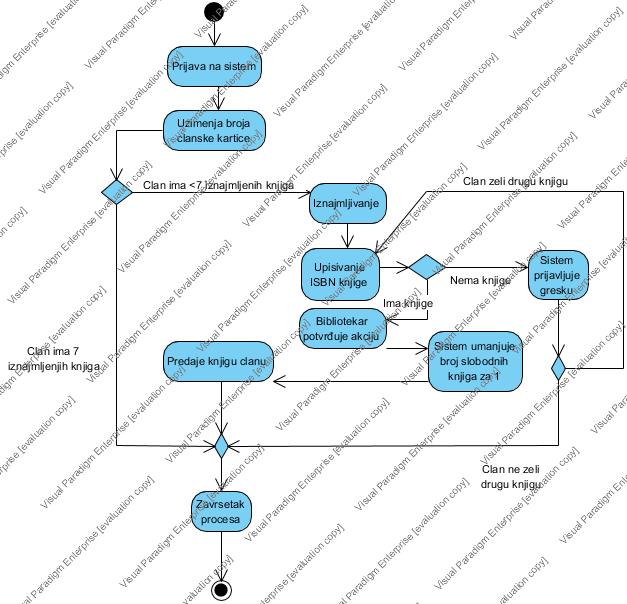 Prijava na sistem
Uzimenja broja
clanske kartice
Clan ima <7 Iznajmljenih knjiga
Clan zeli drugu knjigu
Iznajmljivanje
Upisivanje
ISBN knjige
Nema knjige
Sistem
prijavljuje
gresku
Ima knjige
Bibliotekar
potvrđuje akciju
Sistem umanjuje
broj slobodnih
knjiga za 1
Clan ima 7
iznajmljenjih knjiga
Predaje knjigu clanu
Clan ne zeli
drugu knjigu
Zavrsetak
procesa
Visual Paradigm Enterprise [evaluation copy]